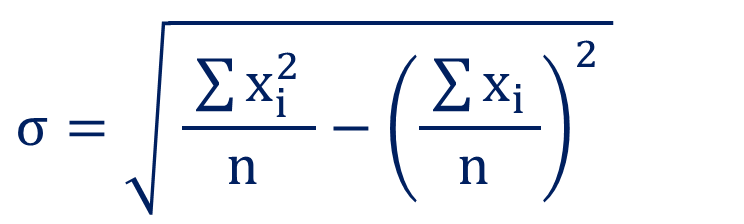 σ = √(∑ xᵢ²/n − (∑ xᵢ/n)²)